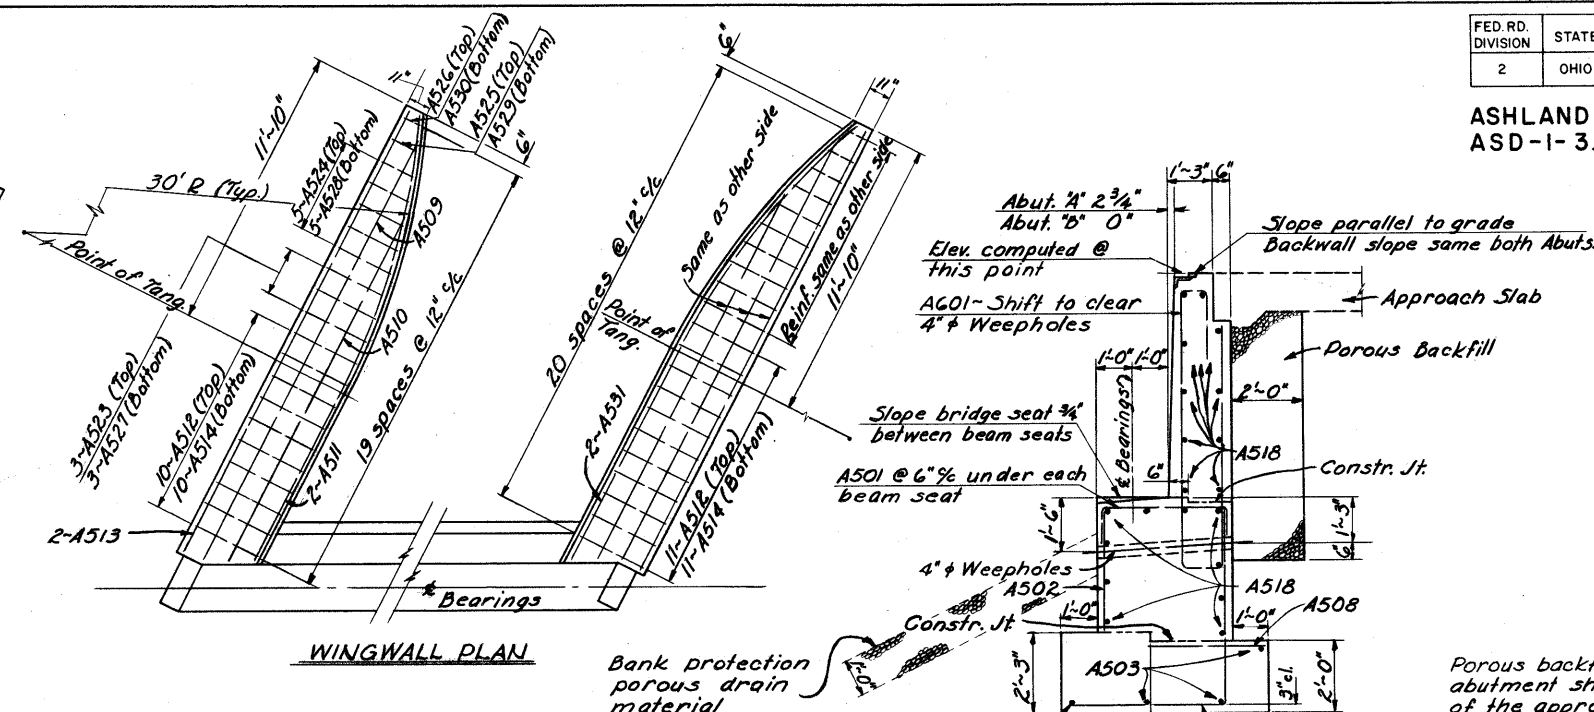 FED. RD. DIVISION
STATE
2
OHIO
ASHLAND
ASD-1-3.
11'~10"
11"
A526 (Top)
A530 (Bottom)
A525 (Top)
A529 (Bottom)
6"
30' R (Typ.)
5~A524 (Top)
5~A528 (Bottom)
A509
Point of Tang.
A510
3~A523 (Top)
3~A527 (Bottom)
10~A512 (Top)
10~A514 (Bottom)
2~A511
19 spaces @ 12" c/c
2~A513
6"
11"
20 spaces @ 12" c/c
Same as other side
Reinf. same as other side
11'~10"
Point of
Tang.
2~A531
11~A512 (Top)
11~A514 (Bottom)
℄ Bearings
WINGWALL PLAN
1'~3"
6"
Abut. "A" 2 3/4"
Abut. "B" 0"
Elev. computed @
this point
Slope parallel to grade
Backwall slope same both Abuts.
A601~ Shift to clear
4" ϕ Weepholes
Approach Slab
Porous Backfill
1'~0"
1'~0"
2'~0"
℄ Bearings
Slope bridge seat 3/4"
between beam seats
A518
Constr. Jt.
A501 @ 6" c/c under each
beam seat
6"
1'~6"
1'~3"
6"
4" ϕ Weepholes
A502
A518
1'~0"
1'~0"
A508
Constr. Jt
Bank protection
porous drain
material
1'~0"
2'~3"
A503
3" cl.
2'~0"
Porous backf
abutment sh
of the appro